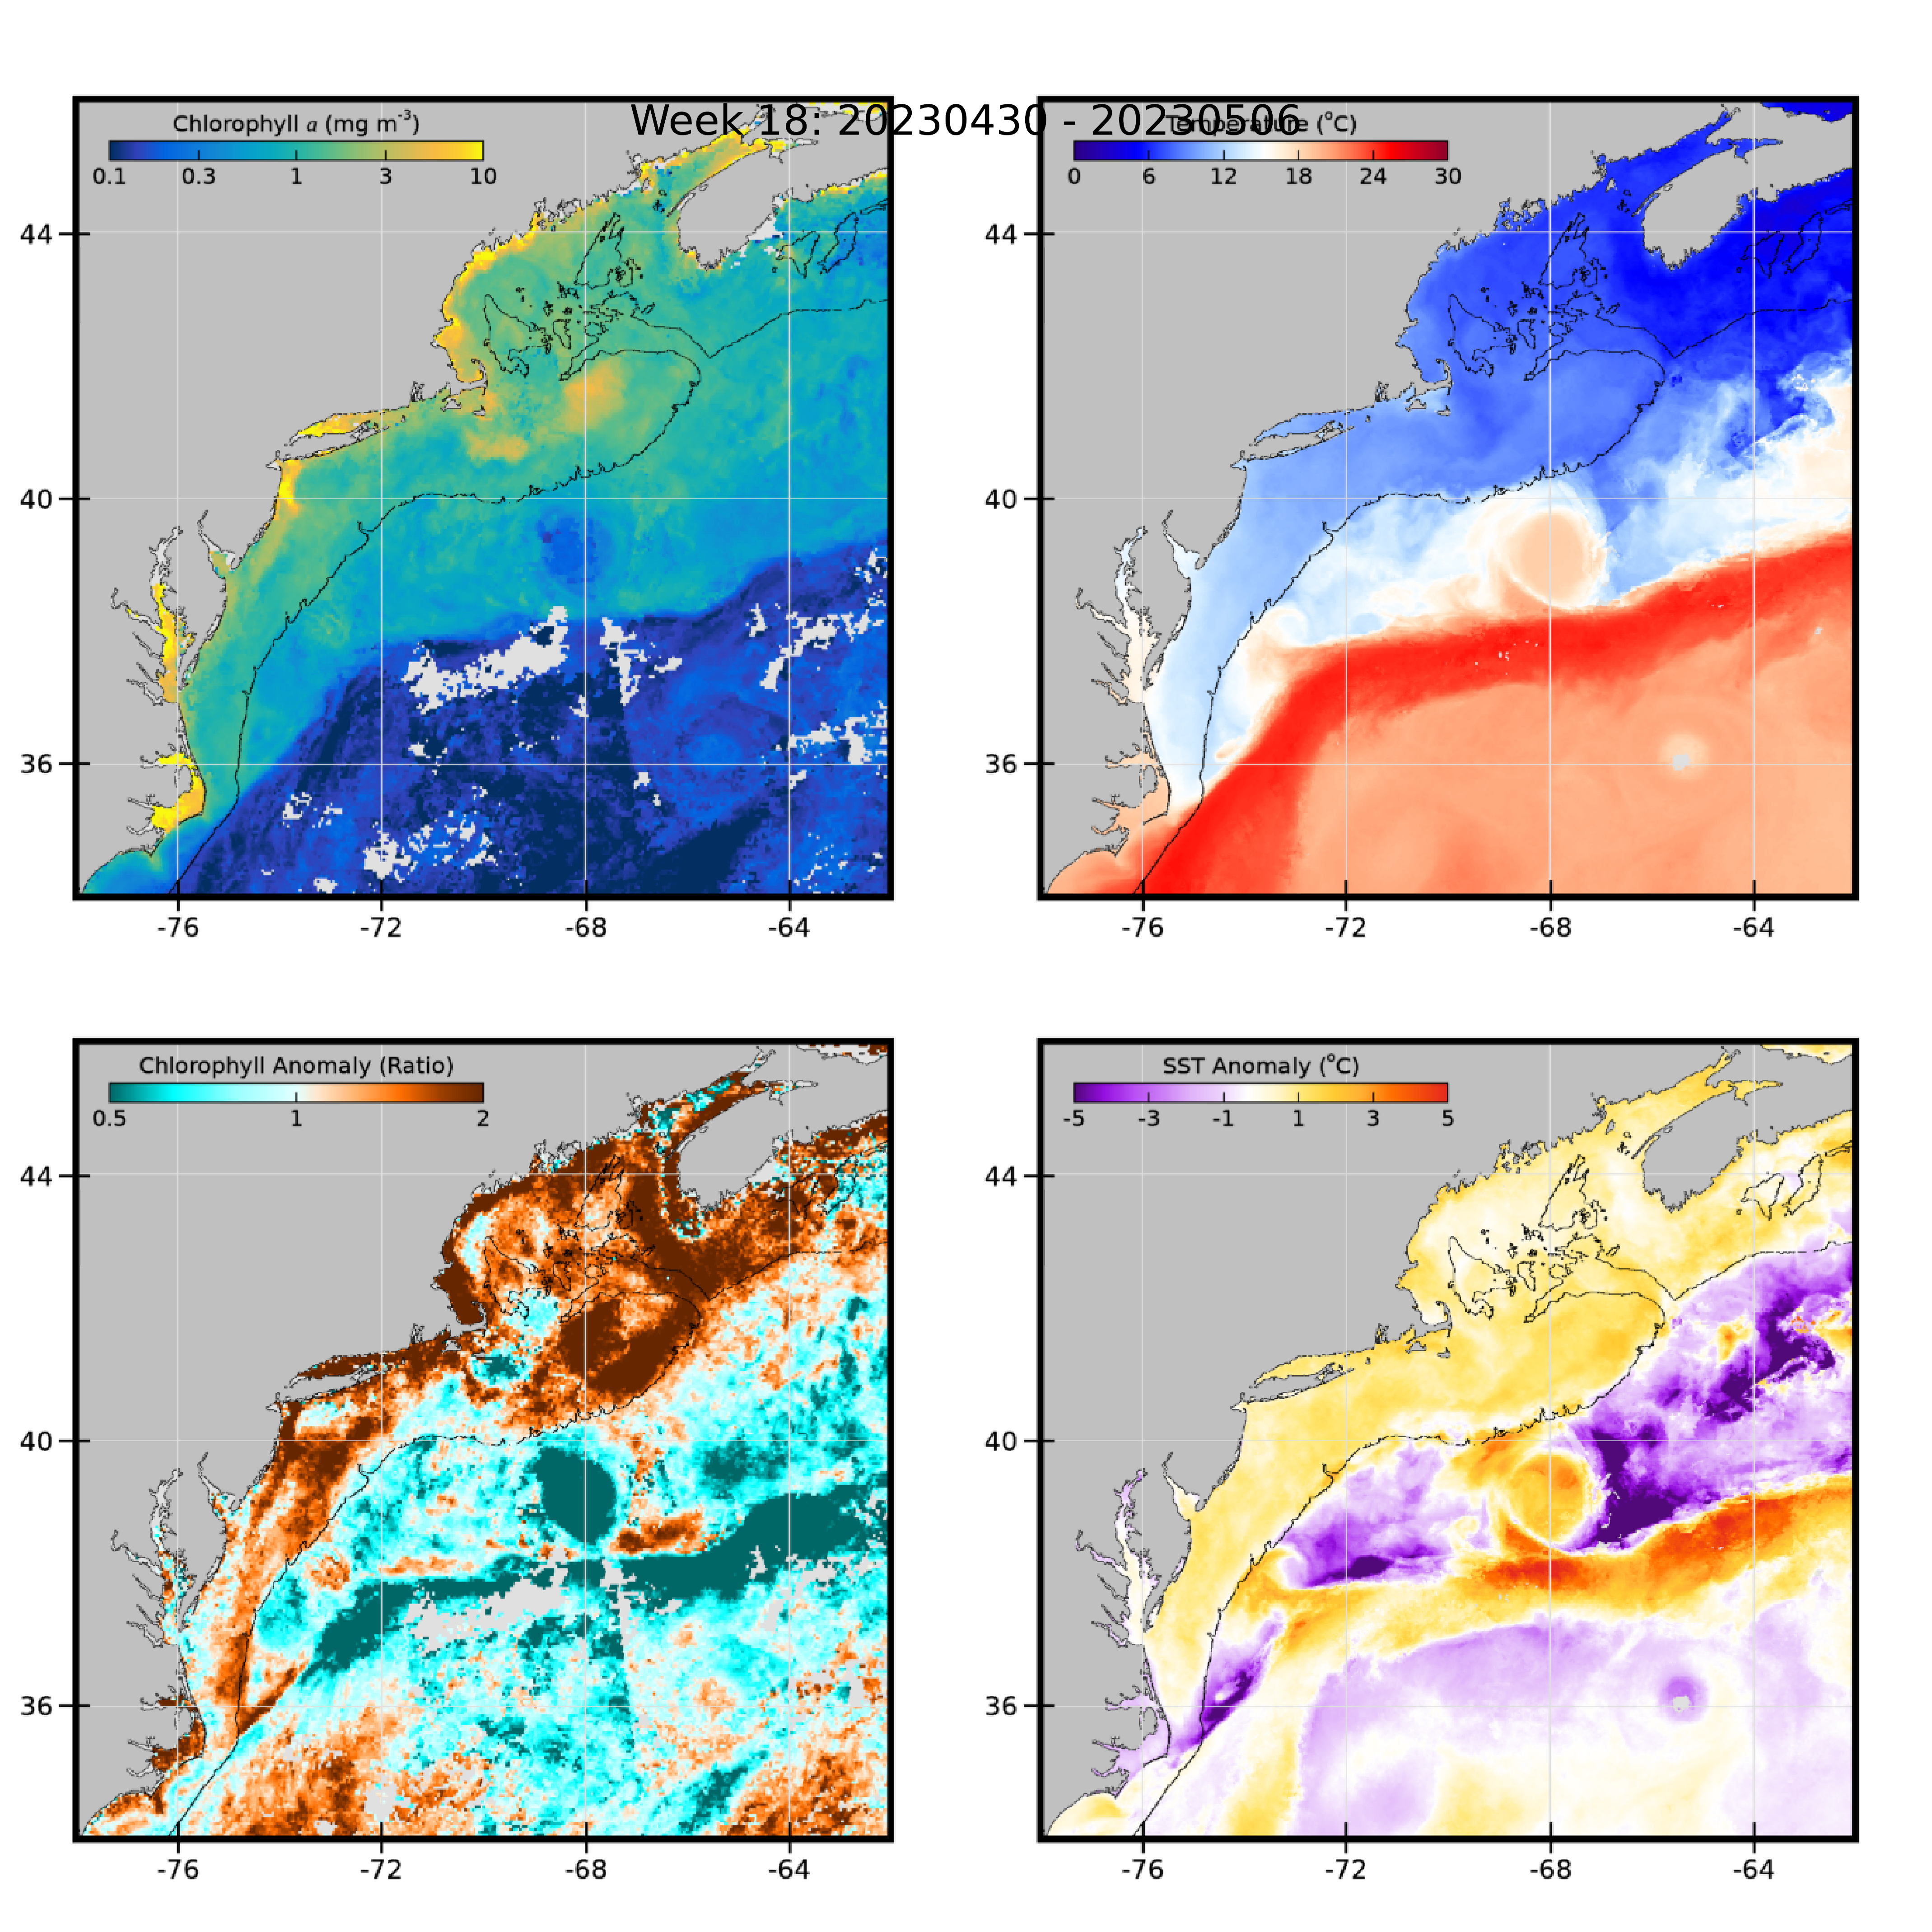 Week 18: 20230430 - 20230506
Chlorophyll a (mg m⁻³)
0.1 0.3 1 3 10
44
40
36
-76 -72 -68 -64
Temperature (°C)
0 6 12 18 24 30
44
40
36
-76 -72 -68 -64
Chlorophyll Anomaly (Ratio)
0.5 1 2
44
40
36
-76 -72 -68 -64
SST Anomaly (°C)
-5 -3 -1 1 3 5
44
40
36
-76 -72 -68 -64